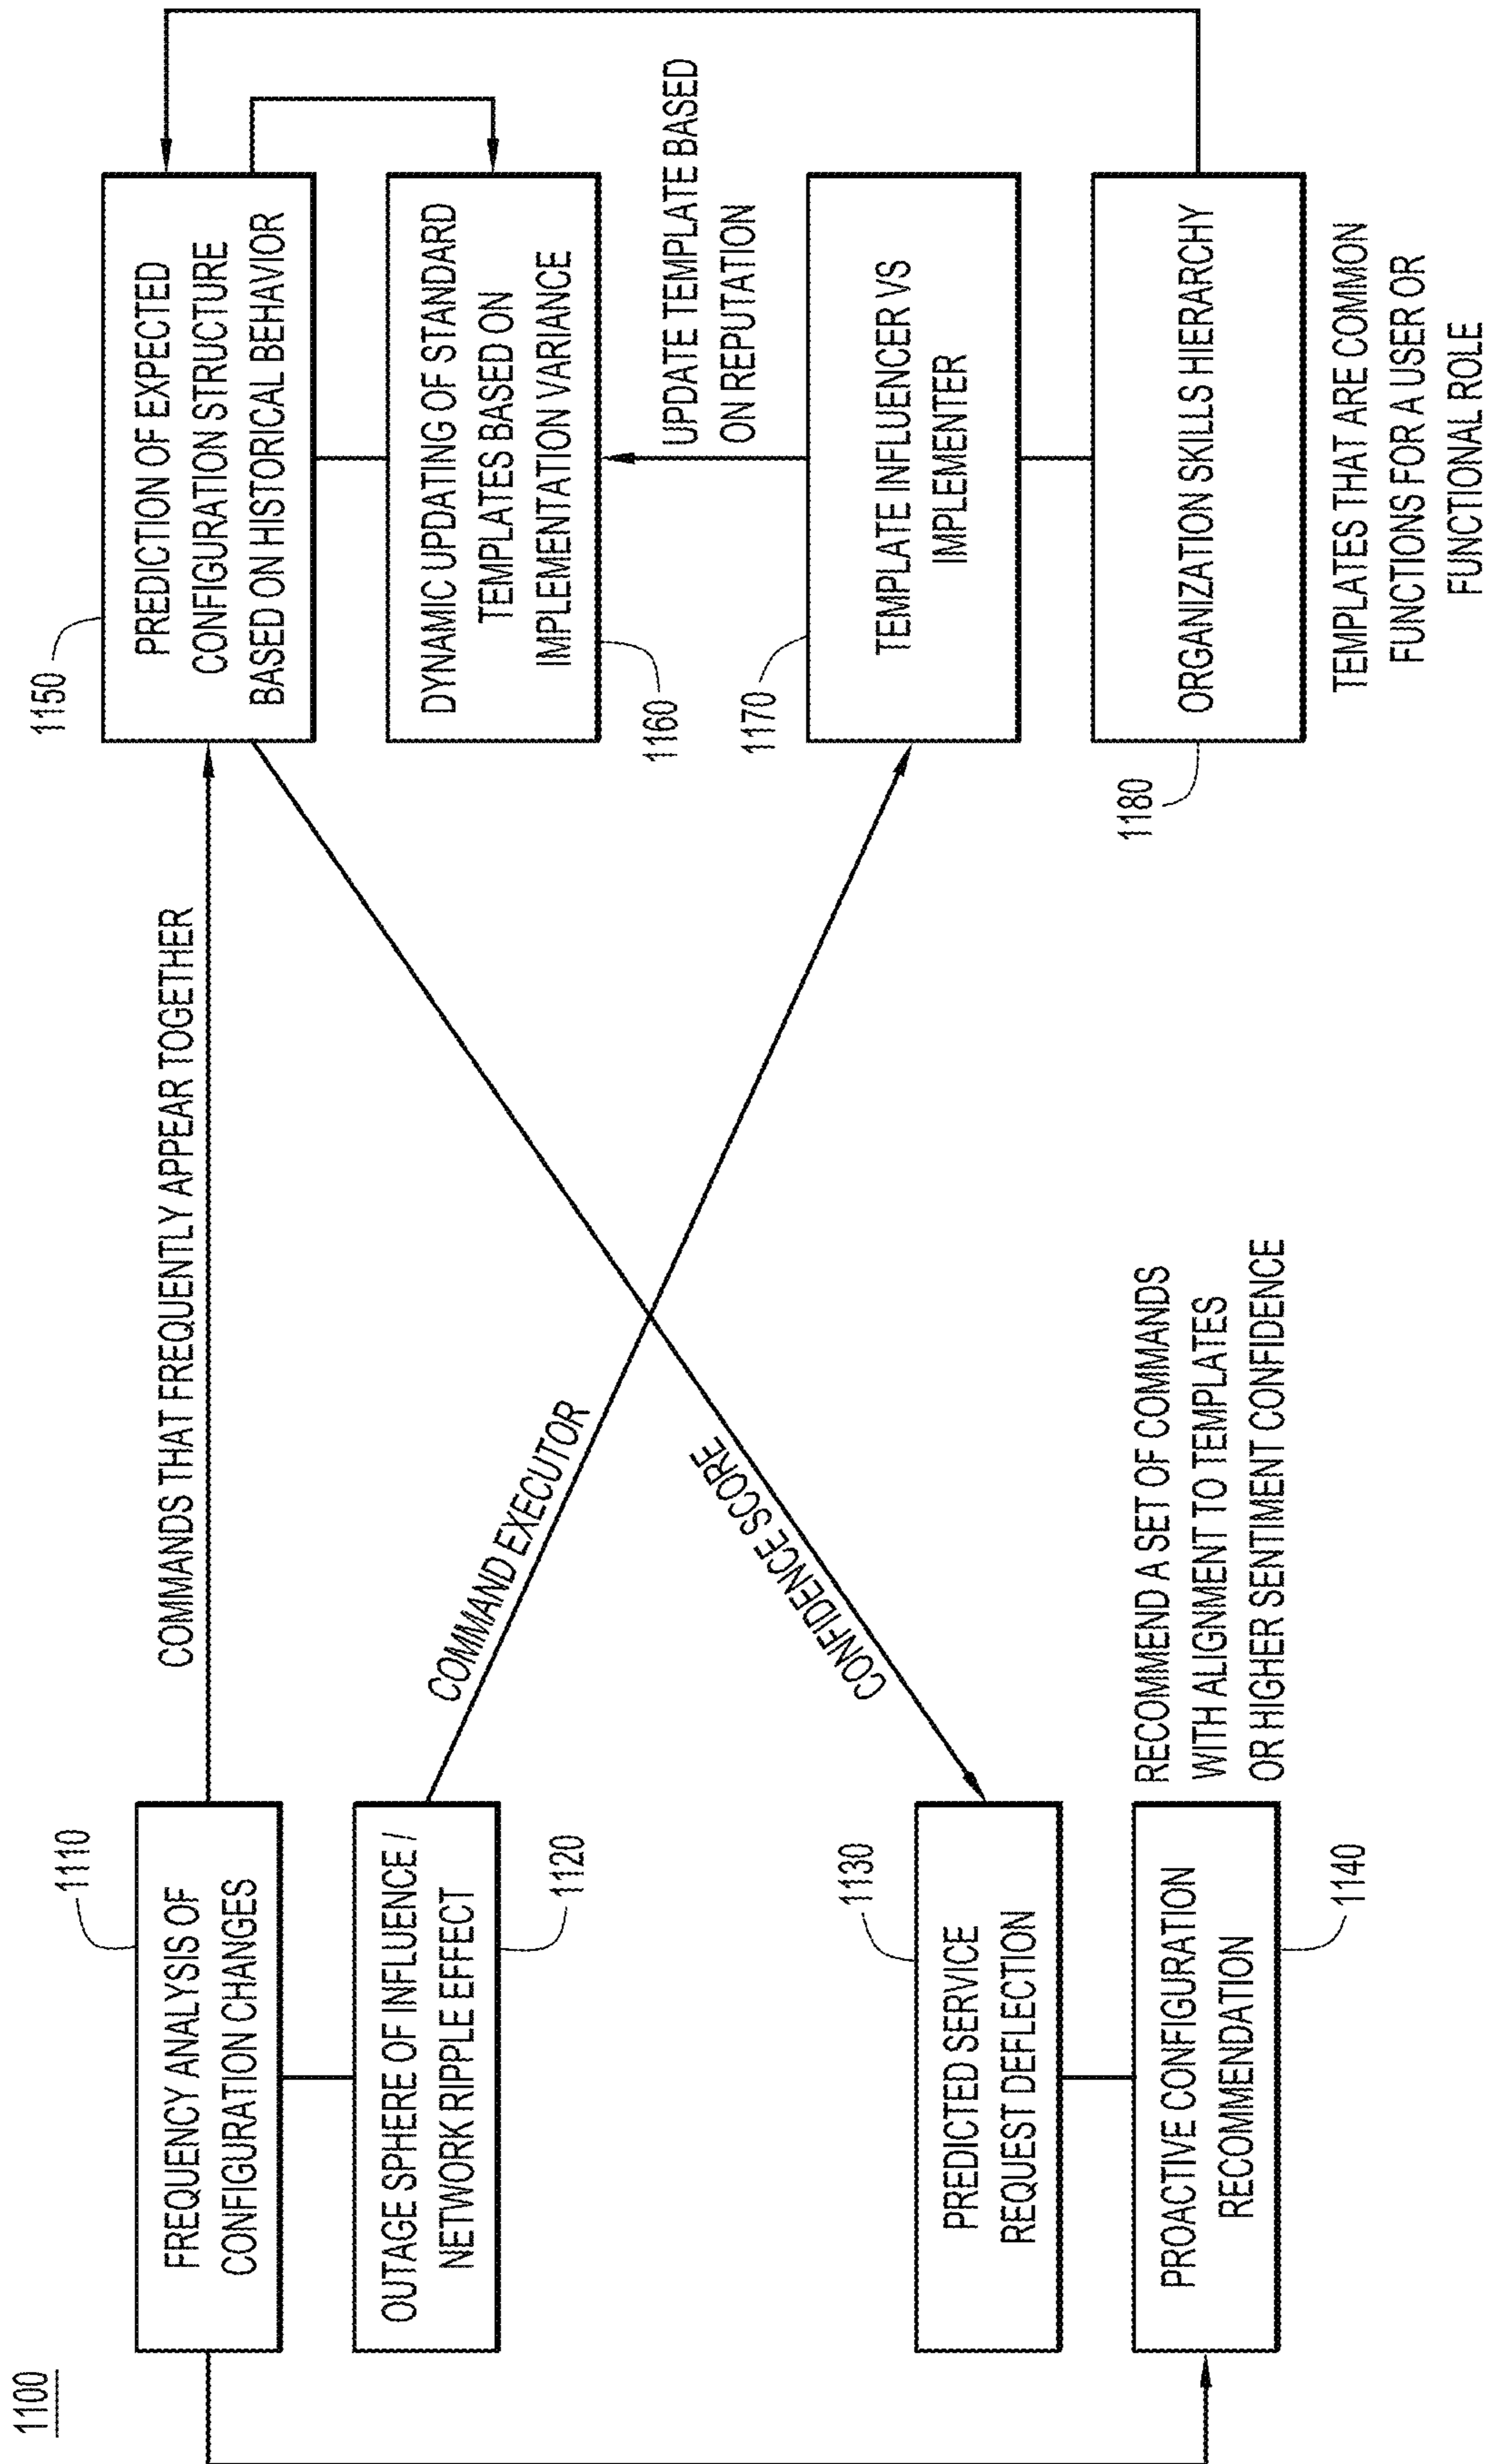 1100
1110
FREQUENCY ANALYSIS OF
CONFIGURATION CHANGES
OUTAGE SPHERE OF INFLUENCE /
NETWORK RIPPLE EFFECT
1120
1130
PREDICTED SERVICE
REQUEST DEFLECTION
PROACTIVE CONFIGURATION
RECOMMENDATION
1140
RECOMMEND A SET OF COMMANDS
WITH ALIGNMENT TO TEMPLATES
OR HIGHER SENTIMENT CONFIDENCE
COMMANDS THAT FREQUENTLY APPEAR TOGETHER
COMMAND EXECUTOR
CONFIDENCE SCORE
1150
PREDICTION OF EXPECTED
CONFIGURATION STRUCTURE
BASED ON HISTORICAL BEHAVIOR
DYNAMIC UPDATING OF STANDARD
TEMPLATES BASED ON
IMPLEMENTATION VARIANCE
1160
UPDATE TEMPLATE BASED
ON REPUTATION
1170
TEMPLATE INFLUENCER VS
IMPLEMENTER
ORGANIZATION SKILLS HIERARCHY
1180
TEMPLATES THAT ARE COMMON
FUNCTIONS FOR A USER OR
FUNCTIONAL ROLE